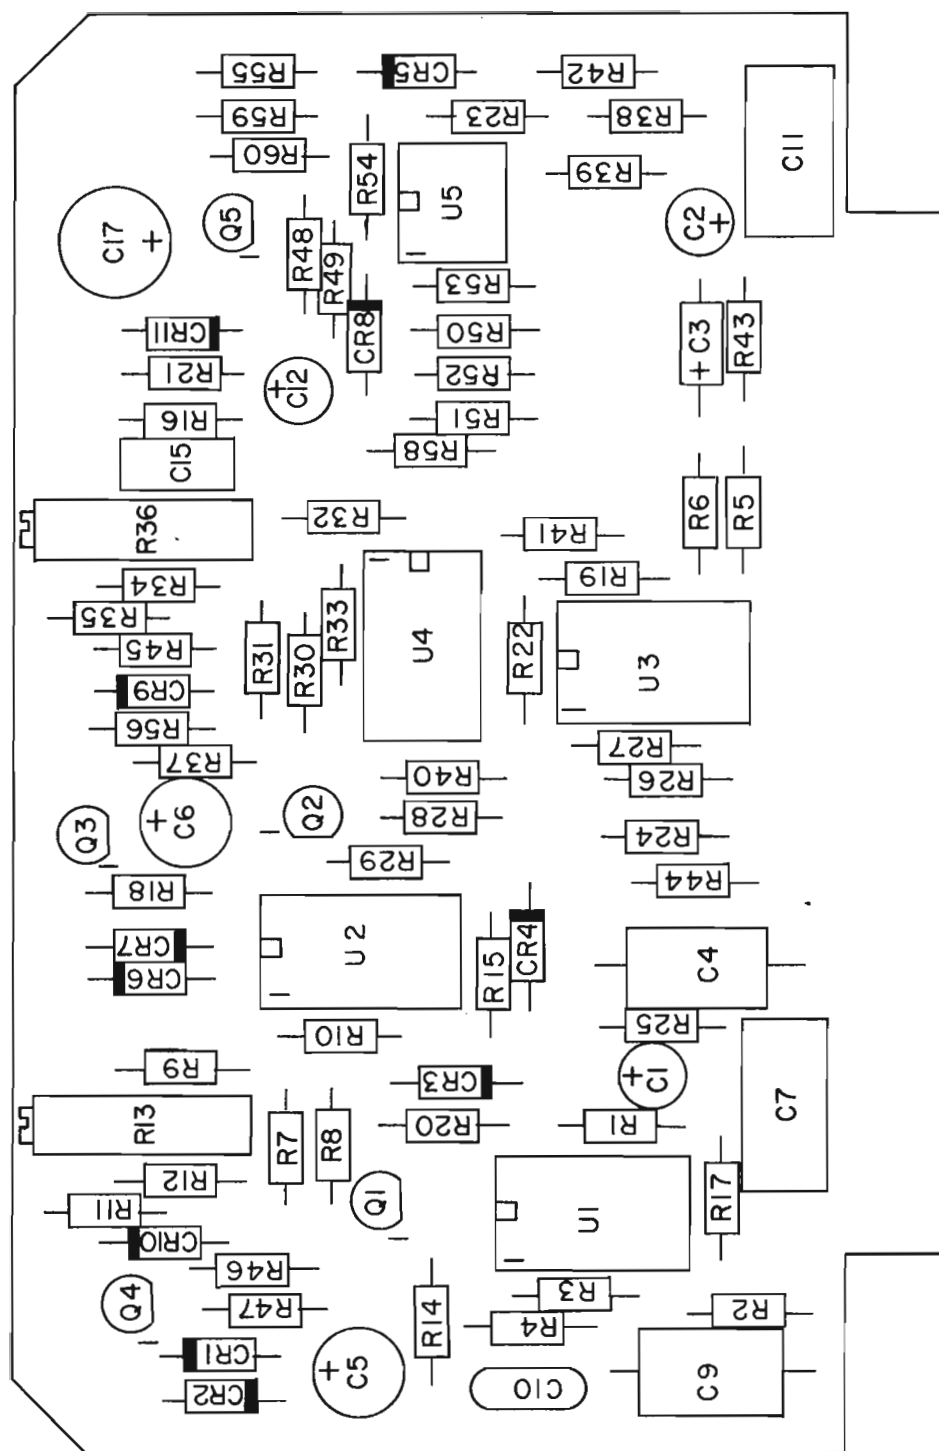 R55
CR5
R42
R59
R23
R38
C11
R60
R54
R39
U5
Q5
C2
+
C17
+
R48
R49
R53
CR8
CR11
R50
+C3
R43
R21
+
C12
R52
R16
R51
C15
R58
R36
R32
R6
R5
R41
R34
R19
R35
R33
R45
R31
R30
U4
R22
U3
CR9
R56
R27
R37
R40
R26
+
C6
Q2
R28
Q3
R24
R29
R18
R44
CR7
U2
CR4
R15
C4
CR6
R25
R10
R9
CR3
+
C1
C7
R13
R20
R1
R7
R8
R12
Q1
R17
R11
U1
CR10
R46
R3
Q4
R47
R14
R4
R2
CR1
+
C5
CR2
C10
C9